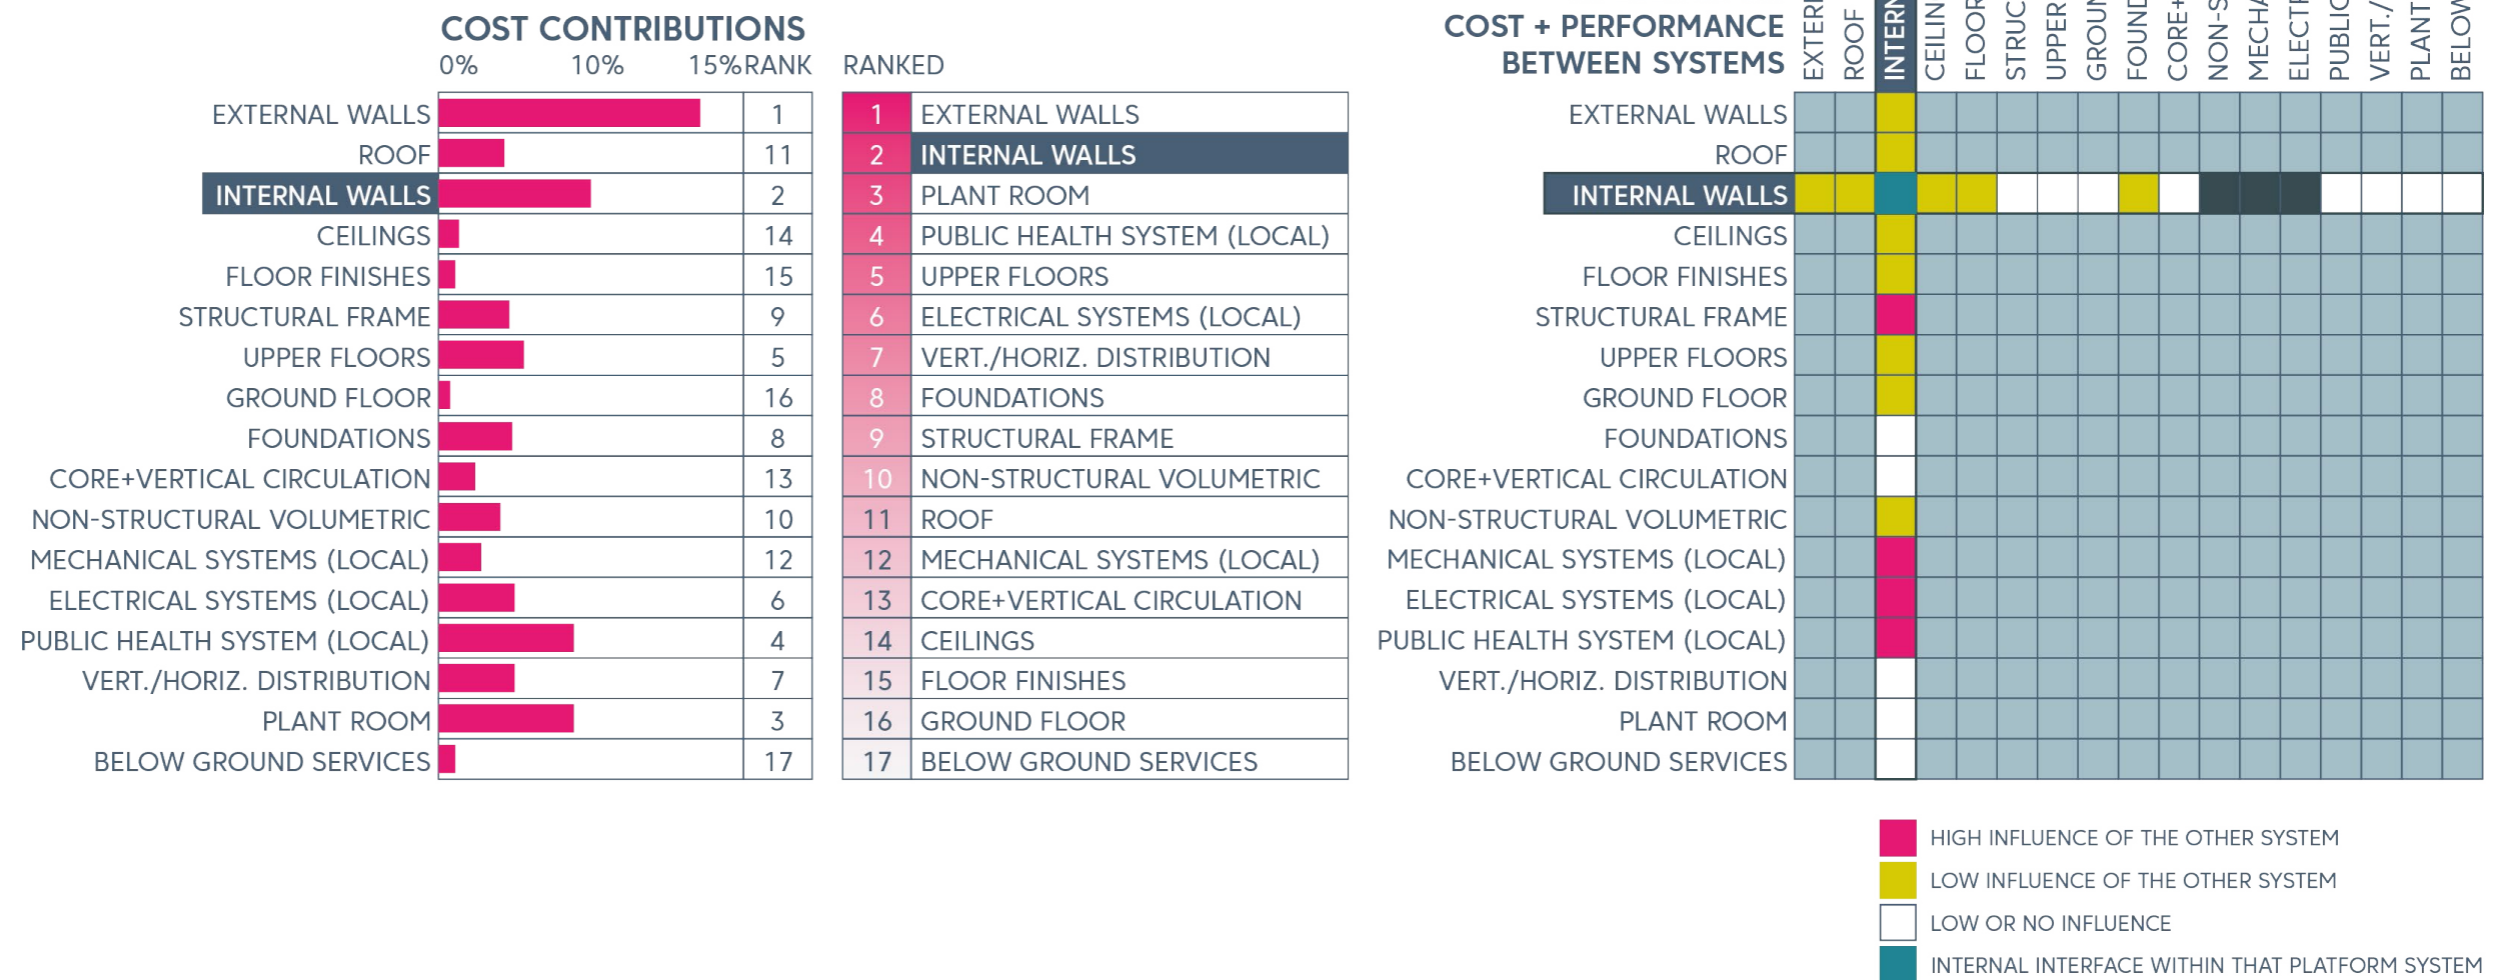 COST CONTRIBUTIONS
0% 10% 15% RANK
EXTERNAL WALLS 1
ROOF 11
INTERNAL WALLS 2
CEILINGS 14
FLOOR FINISHES 15
STRUCTURAL FRAME 9
UPPER FLOORS 5
GROUND FLOOR 16
FOUNDATIONS 8
CORE+VERTICAL CIRCULATION 13
NON-STRUCTURAL VOLUMETRIC 10
MECHANICAL SYSTEMS (LOCAL) 12
ELECTRICAL SYSTEMS (LOCAL) 6
PUBLIC HEALTH SYSTEM (LOCAL) 4
VERT./HORIZ. DISTRIBUTION 7
PLANT ROOM 3
BELOW GROUND SERVICES 17
RANKED
1 EXTERNAL WALLS
2 INTERNAL WALLS
3 PLANT ROOM
4 PUBLIC HEALTH SYSTEM (LOCAL)
5 UPPER FLOORS
6 ELECTRICAL SYSTEMS (LOCAL)
7 VERT./HORIZ. DISTRIBUTION
8 FOUNDATIONS
9 STRUCTURAL FRAME
10 NON-STRUCTURAL VOLUMETRIC
11 ROOF
12 MECHANICAL SYSTEMS (LOCAL)
13 CORE+VERTICAL CIRCULATION
14 CEILINGS
15 FLOOR FINISHES
16 GROUND FLOOR
17 BELOW GROUND SERVICES
COST + PERFORMANCE
BETWEEN SYSTEMS
ROOF
CORE+
VERT./
PLANT
BELOW
EXTERNAL WALLS
ROOF
INTERNAL WALLS
CEILINGS
FLOOR FINISHES
STRUCTURAL FRAME
UPPER FLOORS
GROUND FLOOR
FOUNDATIONS
CORE+VERTICAL CIRCULATION
NON-STRUCTURAL VOLUMETRIC
MECHANICAL SYSTEMS (LOCAL)
ELECTRICAL SYSTEMS (LOCAL)
PUBLIC HEALTH SYSTEM (LOCAL)
VERT./HORIZ. DISTRIBUTION
PLANT ROOM
BELOW GROUND SERVICES
HIGH INFLUENCE OF THE OTHER SYSTEM
LOW INFLUENCE OF THE OTHER SYSTEM
LOW OR NO INFLUENCE
INTERNAL INTERFACE WITHIN THAT PLATFORM SYSTEM